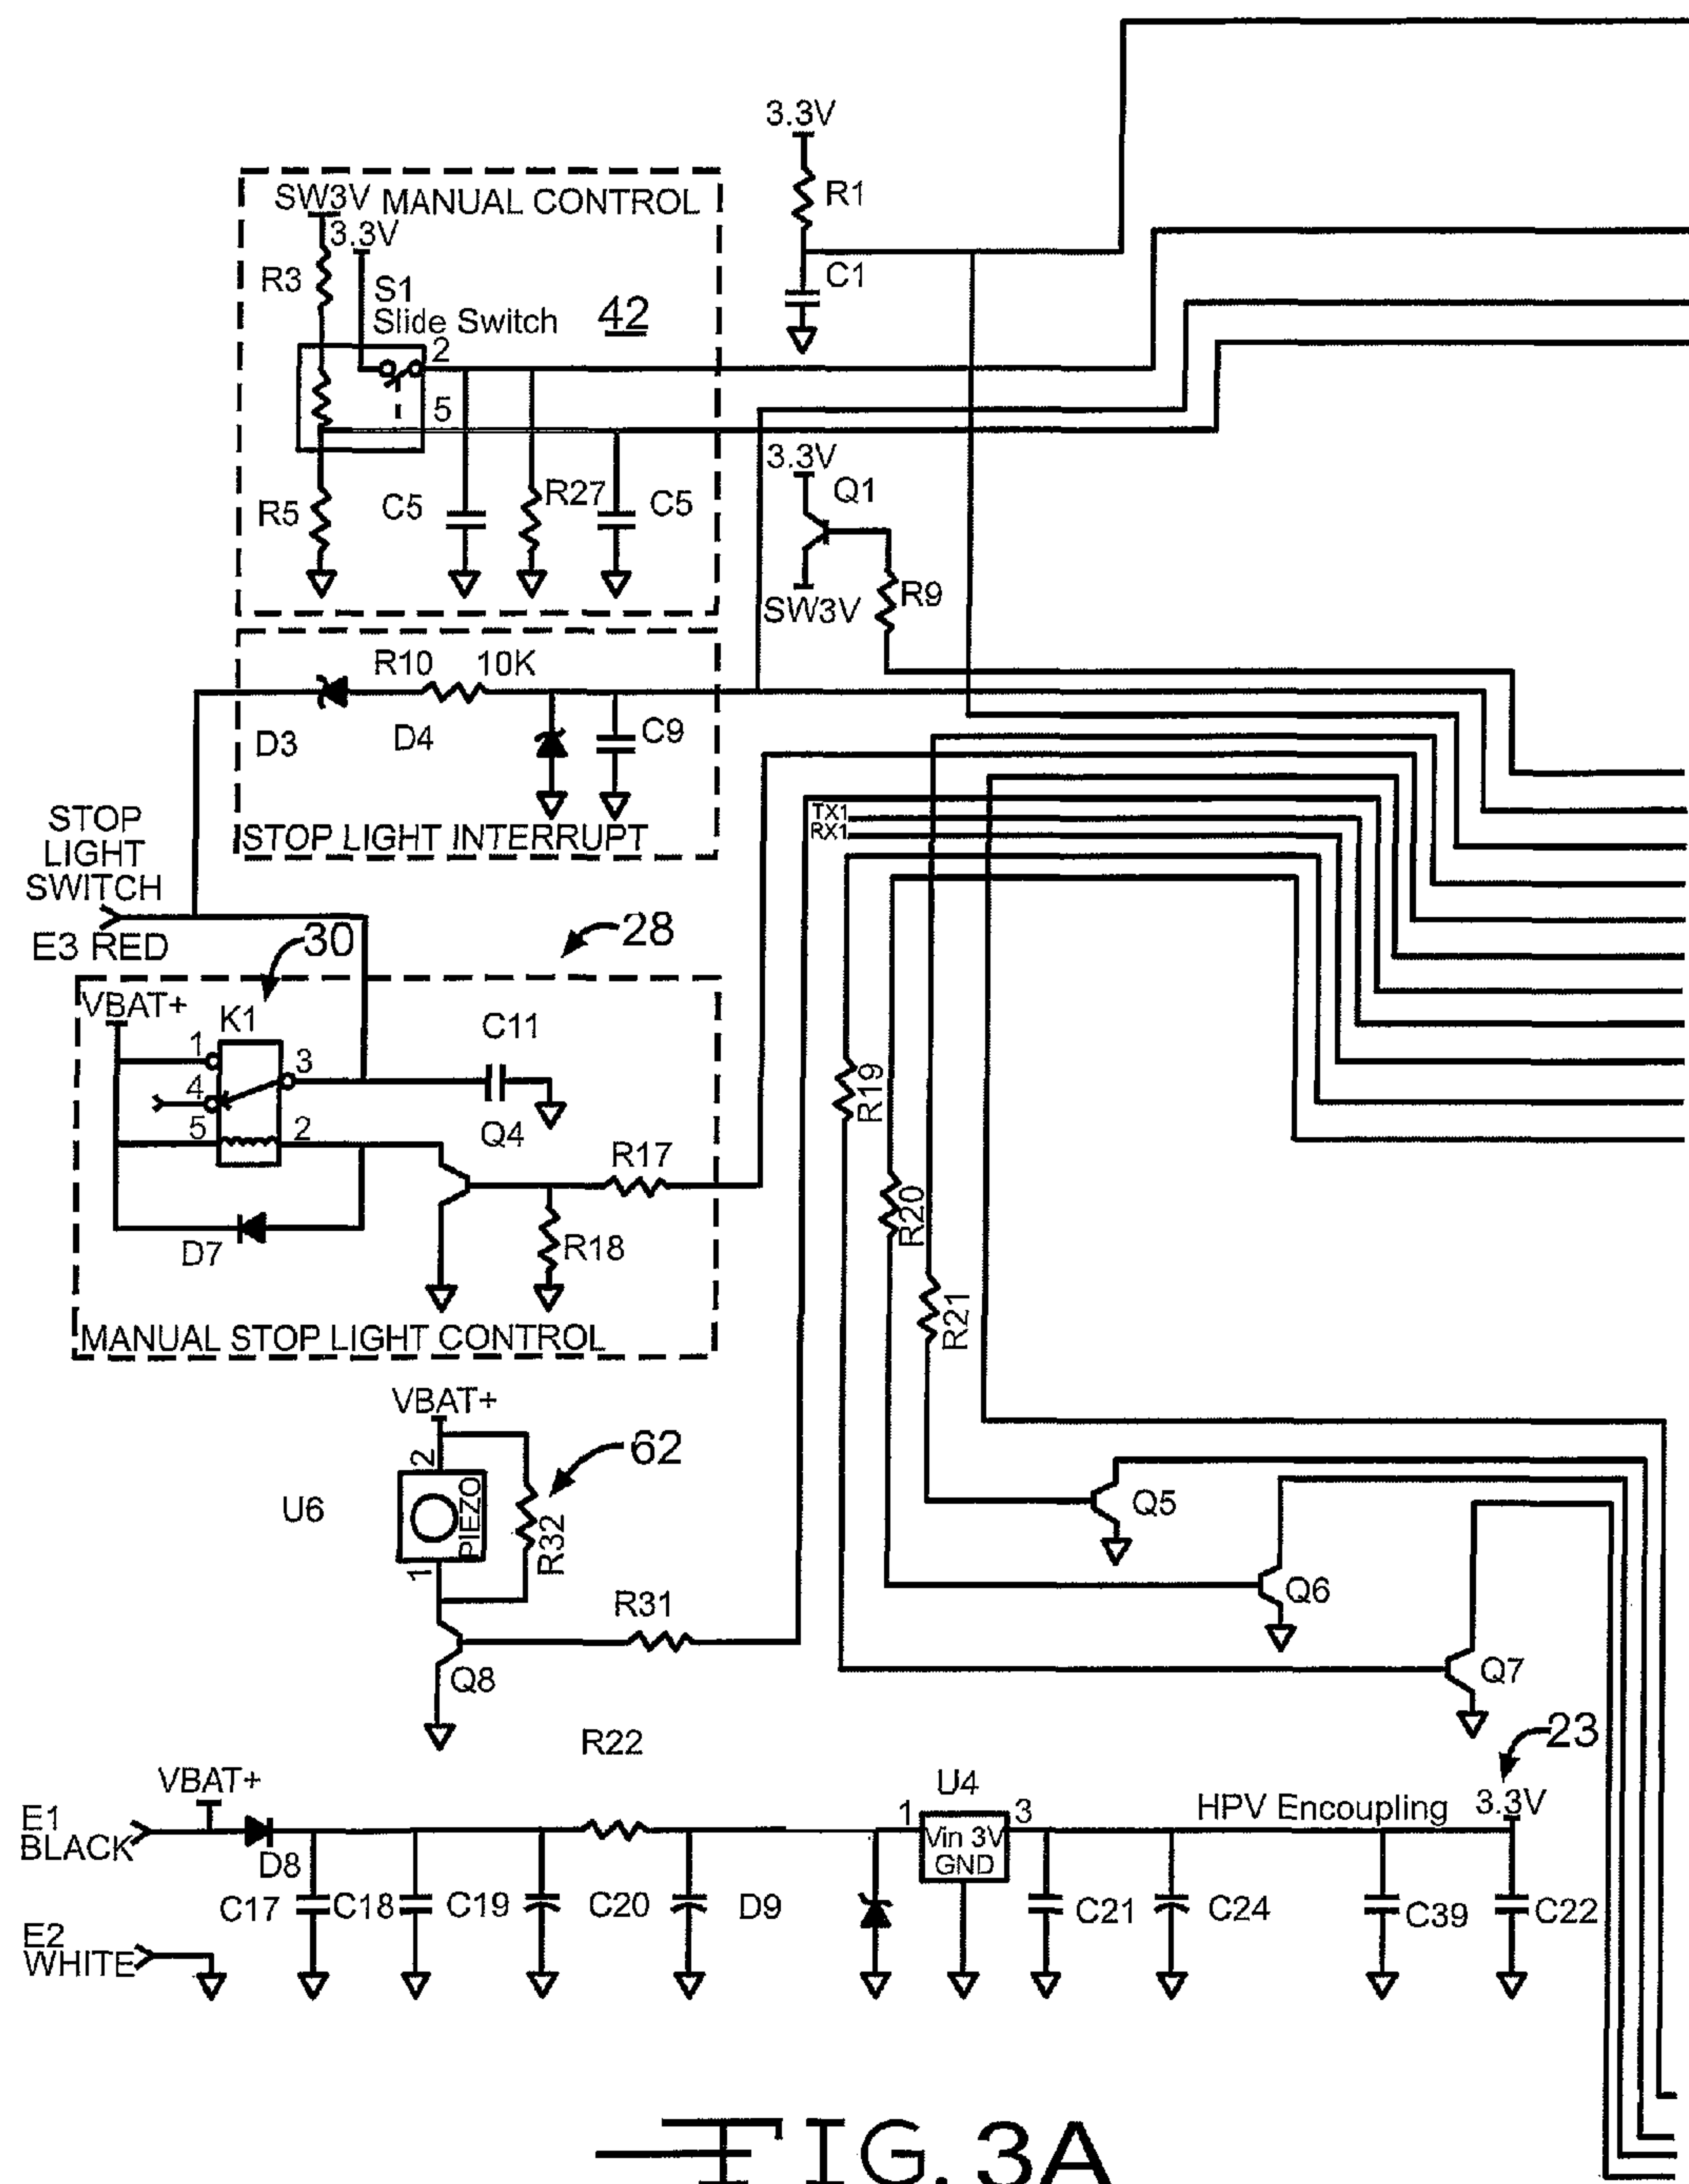 3.3V
R1
C1
SW3V MANUAL CONTROL
3.3V
R3
S1
Slide Switch
42
2
5
R5
C5
R27
C5
3.3V
Q1
SW3V
R9
R10 10K
D3
D4
C9
STOP LIGHT INTERRUPT
TX1
RX1
STOP
LIGHT
SWITCH
E3 RED
30
28
VBAT+
K1
1
3
4
5
2
C11
Q4
R17
R18
D7
MANUAL STOP LIGHT CONTROL
R19
R20
R21
VBAT+
2
62
U6
PIEZO
R32
1
R31
Q8
Q5
Q6
Q7
23
R22
VBAT+
E1
BLACK
D8
U4
1
3
Vin 3V
GND
HPV Encoupling
3.3V
C17
C18
C19
C20
D9
C21
C24
C39
C22
E2
WHITE
FIG. 3A